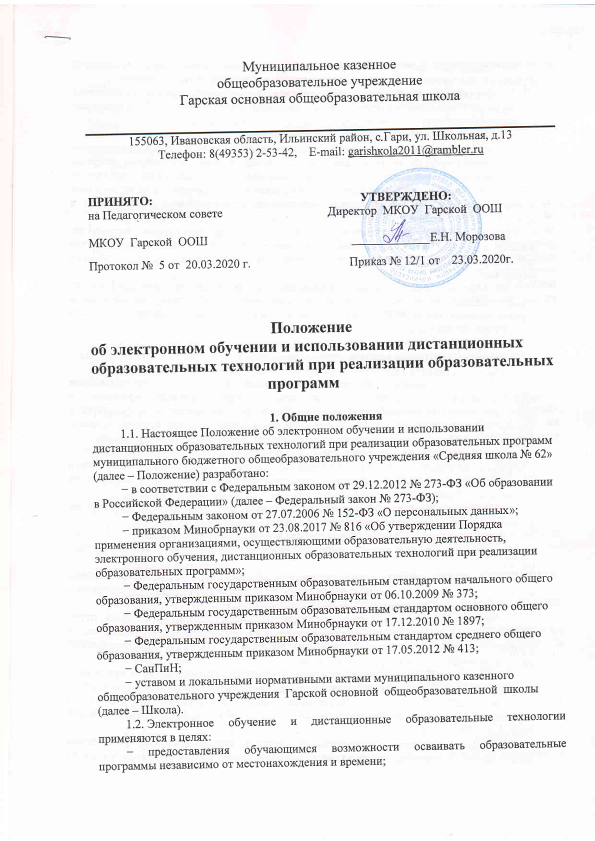 Муниципальное казенное
общеобразовательное учреждение
Гарская основная общеобразовательная школа
155063, Ивановская область, Ильинский район, с.Гари, ул. Школьная, д.13
Телефон: 8(49353) 2-53-42, E-mail: garishkola2011@rambler.ru
ПРИНЯТО: УТВЕРЖДЕНО:
на Педагогическом совете Директор МКОУ Гарской ООШ
МКОУ Гарской ООШ ____________ Е.Н. Морозова
Протокол № 5 от 20.03.2020 г. Приказ № 12/1 от 23.03.2020г.
Положение
об электронном обучении и использовании дистанционных
образовательных технологий при реализации образовательных
программ
1. Общие положения
1.1. Настоящее Положение об электронном обучении и использовании
дистанционных образовательных технологий при реализации образовательных программ
муниципального бюджетного общеобразовательного учреждения «Средняя школа № 62»
(далее – Положение) разработано:
− в соответствии с Федеральным законом от 29.12.2012 № 273-ФЗ «Об образовании
в Российской Федерации» (далее – Федеральный закон № 273-ФЗ);
− Федеральным законом от 27.07.2006 № 152-ФЗ «О персональных данных»;
− приказом Минобрнауки от 23.08.2017 № 816 «Об утверждении Порядка
применения организациями, осуществляющими образовательную деятельность,
электронного обучения, дистанционных образовательных технологий при реализации
образовательных программ»;
− Федеральным государственным образовательным стандартом начального общего
образования, утвержденным приказом Минобрнауки от 06.10.2009 № 373;
− Федеральным государственным образовательным стандартом основного общего
образования, утвержденным приказом Минобрнауки от 17.12.2010 № 1897;
− Федеральным государственным образовательным стандартом среднего общего
образования, утвержденным приказом Минобрнауки от 17.05.2012 № 413;
− СанПиН;
− уставом и локальными нормативными актами муниципального казенного
общеобразовательного учреждения Гарской основной общеобразовательной школы
(далее – Школа).
1.2. Электронное обучение и дистанционные образовательные технологии
применяются в целях:
− предоставления обучающимся возможности осваивать образовательные
программы независимо от местонахождения и времени;